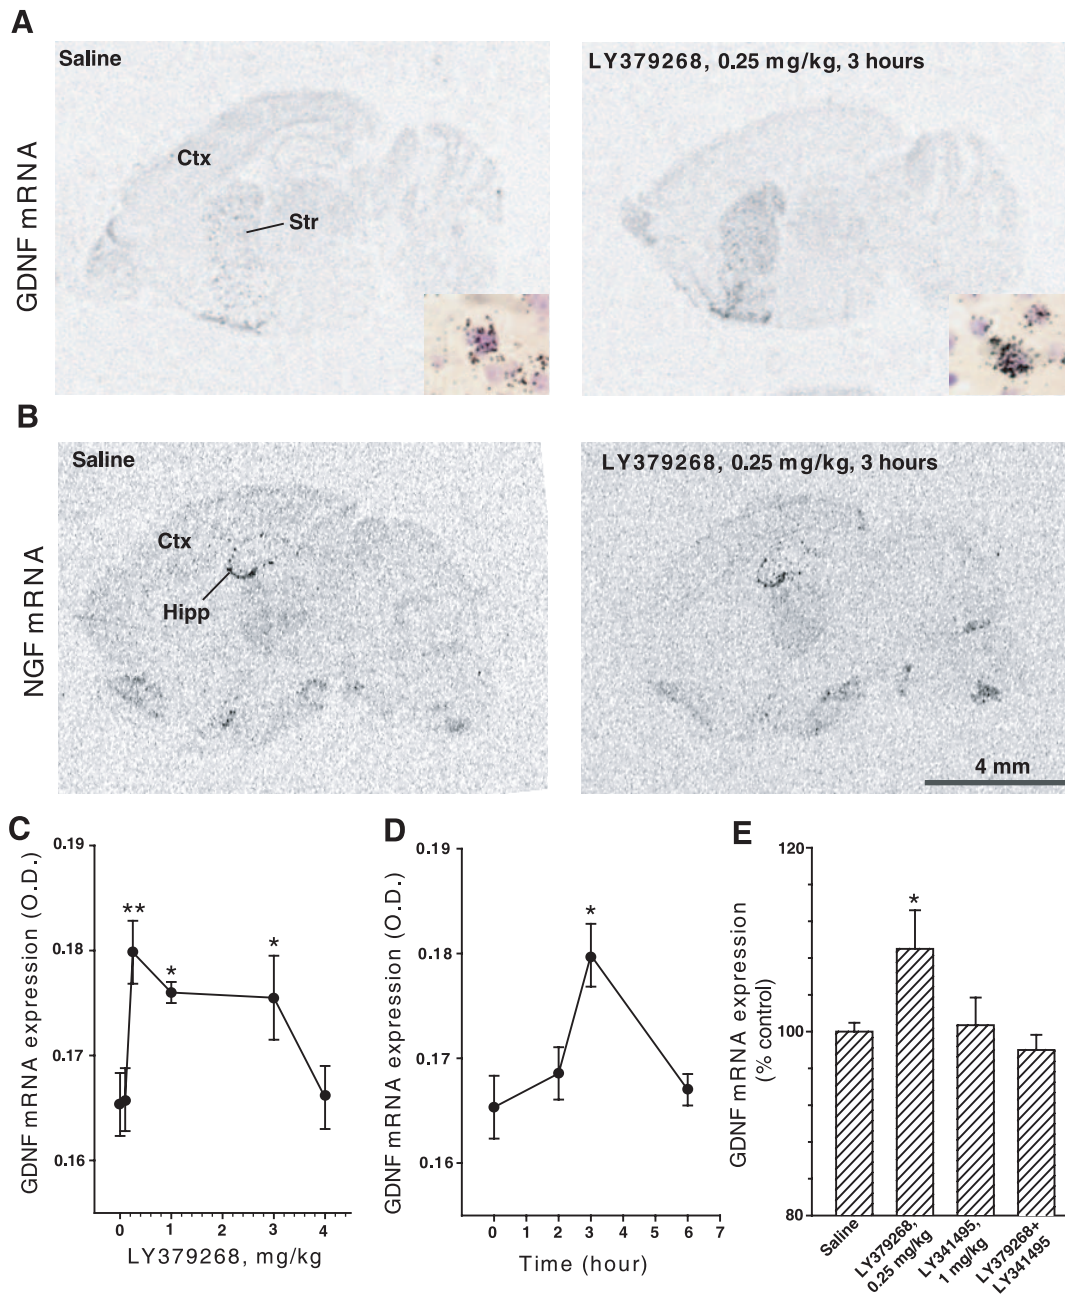 A
Saline
LY379268, 0.25 mg/kg, 3 hours
GDNF mRNA
Ctx
Str
B
Saline
LY379268, 0.25 mg/kg, 3 hours
NGF mRNA
Ctx
Hipp
4 mm
C
GDNF mRNA expression (O.D.)
0.19
0.18
0.17
0.16
**
*
*
0
1
2
3
4
LY379268, mg/kg
D
GDNF mRNA expression (O.D.)
0.19
0.18
0.17
0.16
*
0
1
2
3
4
5
6
7
Time (hour)
E
GDNF mRNA expression
(% control)
120
100
80
*
Saline
LY379268,
0.25 mg/kg
LY341495,
1 mg/kg
LY379268+
LY341495